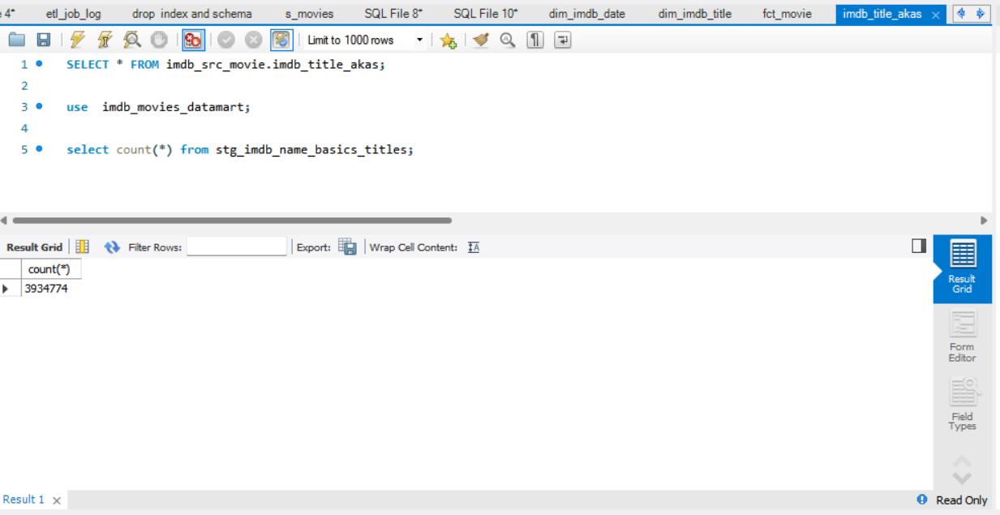 4* etl_job_log drop index and schema s_movies SQL File 8* SQL File 10* dim_imdb_date dim_imdb_title fct_movie imdb_title_akas
Limit to 1000 rows
1 SELECT * FROM imdb_src_movie.imdb_title_akas;
2
3 use imdb_movies_datamart;
4
5 select count(*) from stg_imdb_name_basics_titles;
Result Grid Filter Rows: Export: Wrap Cell Content: IA
count(*)
3934774
Result
Grid
Form
Editor
Field
Types
Result 1 Read Only